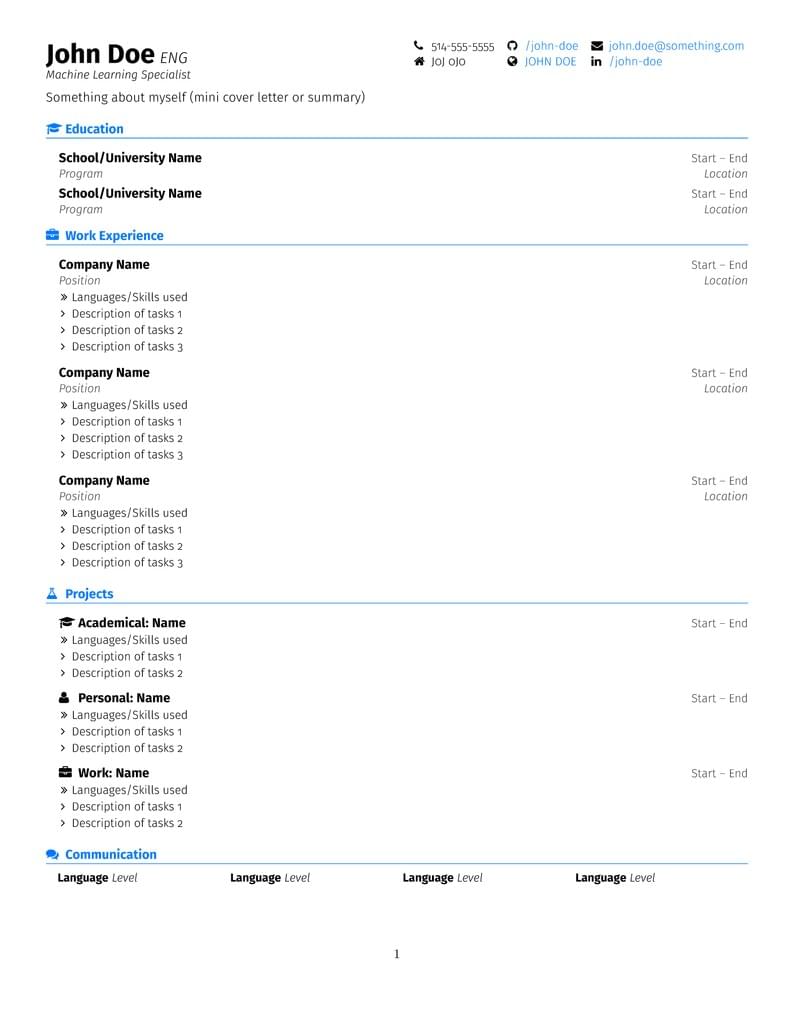 John Doe ENG
514-555-5555 /john-doe john.doe@something.com
Machine Learning Specialist
J0J 0J0 JOHN DOE /john-doe
Something about myself (mini cover letter or summary)
Education
School/University Name Start – End
Program Location
School/University Name Start – End
Program Location
Work Experience
Company Name Start – End
Position Location
» Languages/Skills used
› Description of tasks 1
› Description of tasks 2
› Description of tasks 3
Company Name Start – End
Position Location
» Languages/Skills used
› Description of tasks 1
› Description of tasks 2
› Description of tasks 3
Company Name Start – End
Position Location
» Languages/Skills used
› Description of tasks 1
› Description of tasks 2
› Description of tasks 3
Projects
Academical: Name Start – End
» Languages/Skills used
› Description of tasks 1
› Description of tasks 2
Personal: Name Start – End
» Languages/Skills used
› Description of tasks 1
› Description of tasks 2
Work: Name Start – End
» Languages/Skills used
› Description of tasks 1
› Description of tasks 2
Communication
Language Level Language Level Language Level Language Level
1